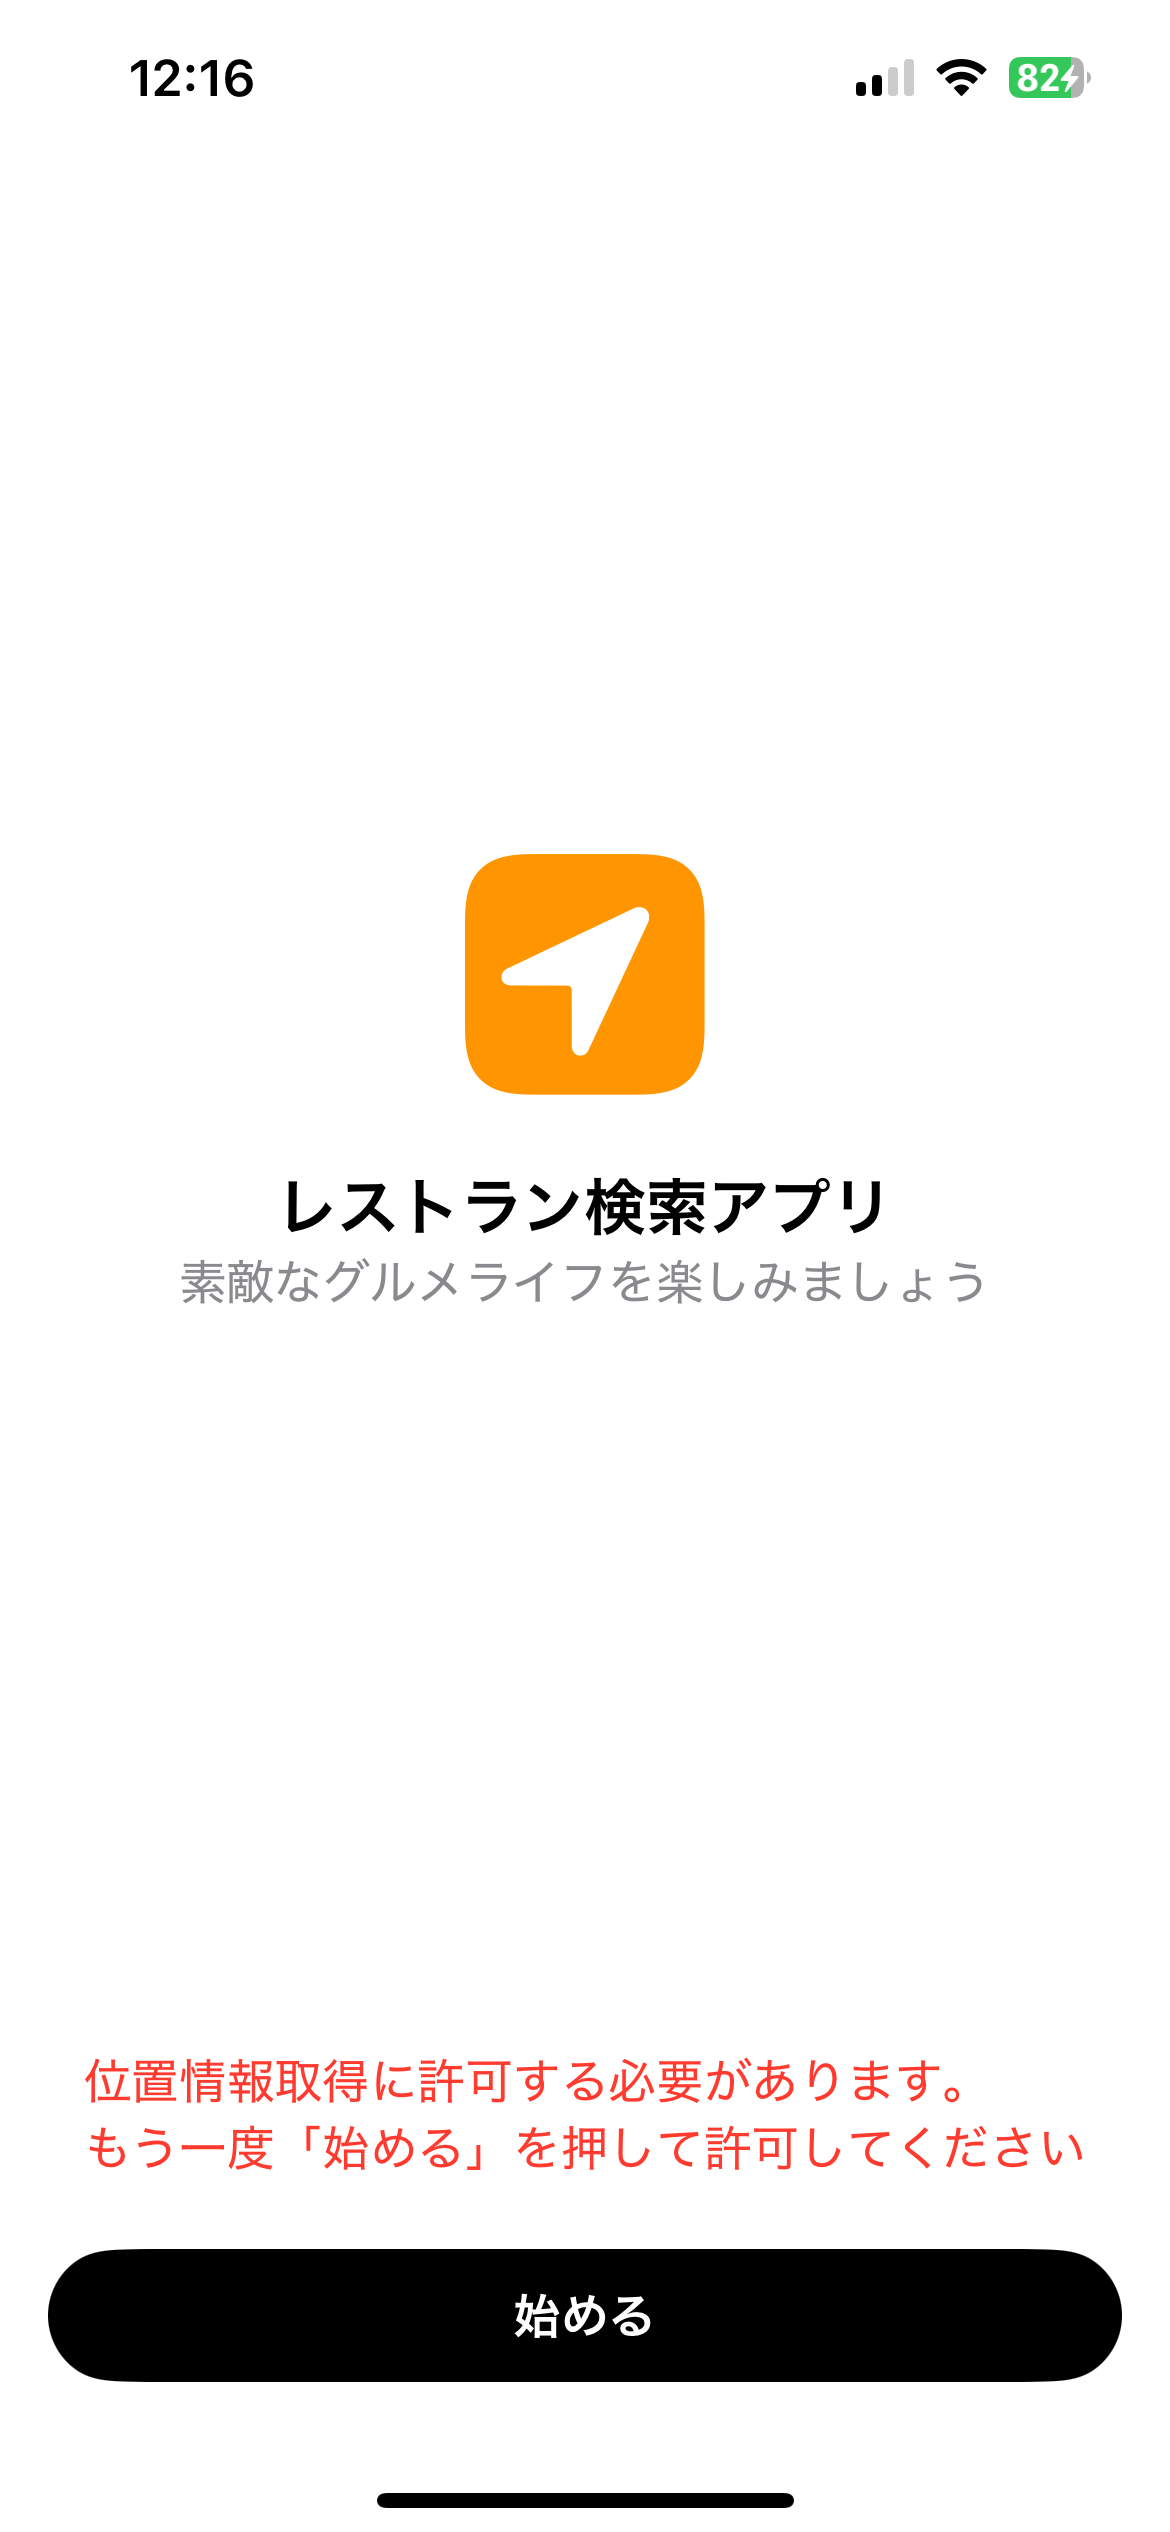 12:16
82
レストラン検索アプリ
素敵なグルメライフを楽しみましょう
位置情報取得に許可する必要があります。
もう一度「始める」を押して許可してください
始める